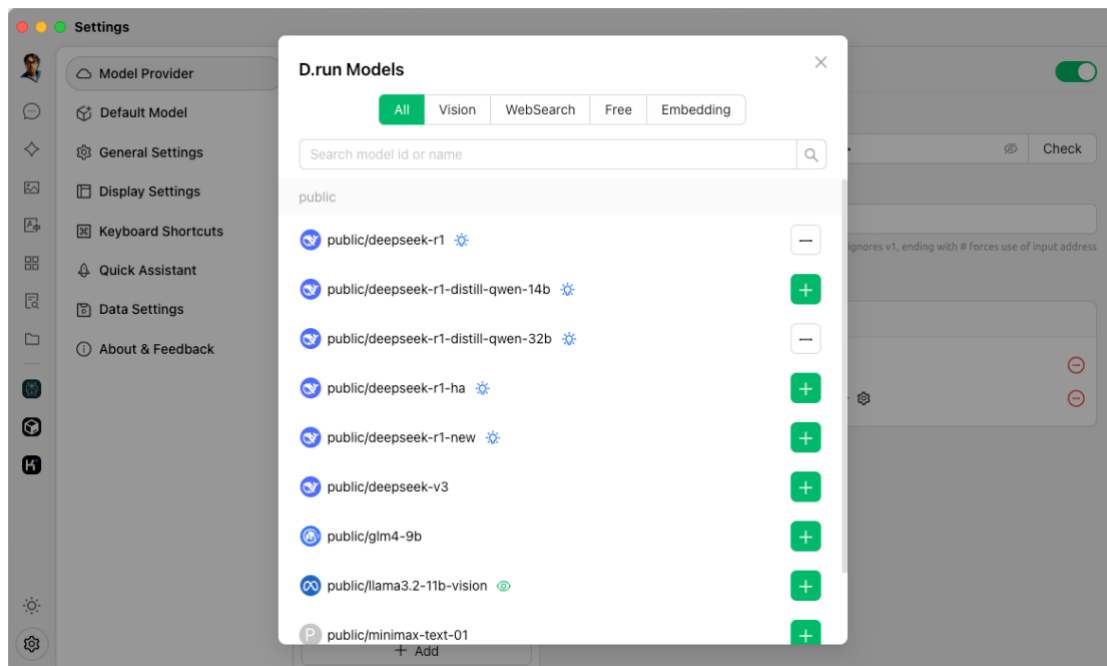 Settings
Model Provider
Default Model
General Settings
Display Settings
Keyboard Shortcuts
Quick Assistant
Data Settings
About & Feedback
D.run Models
All
Vision
WebSearch
Free
Embedding
Search model id or name
public
public/deepseek-r1
public/deepseek-r1-distill-qwen-14b
public/deepseek-r1-distill-qwen-32b
public/deepseek-r1-ha
public/deepseek-r1-new
public/deepseek-v3
public/glm4-9b
public/llama3.2-11b-vision
P public/minimax-text-01
Check
ignores v1, ending with # forces use of input address
+ Add